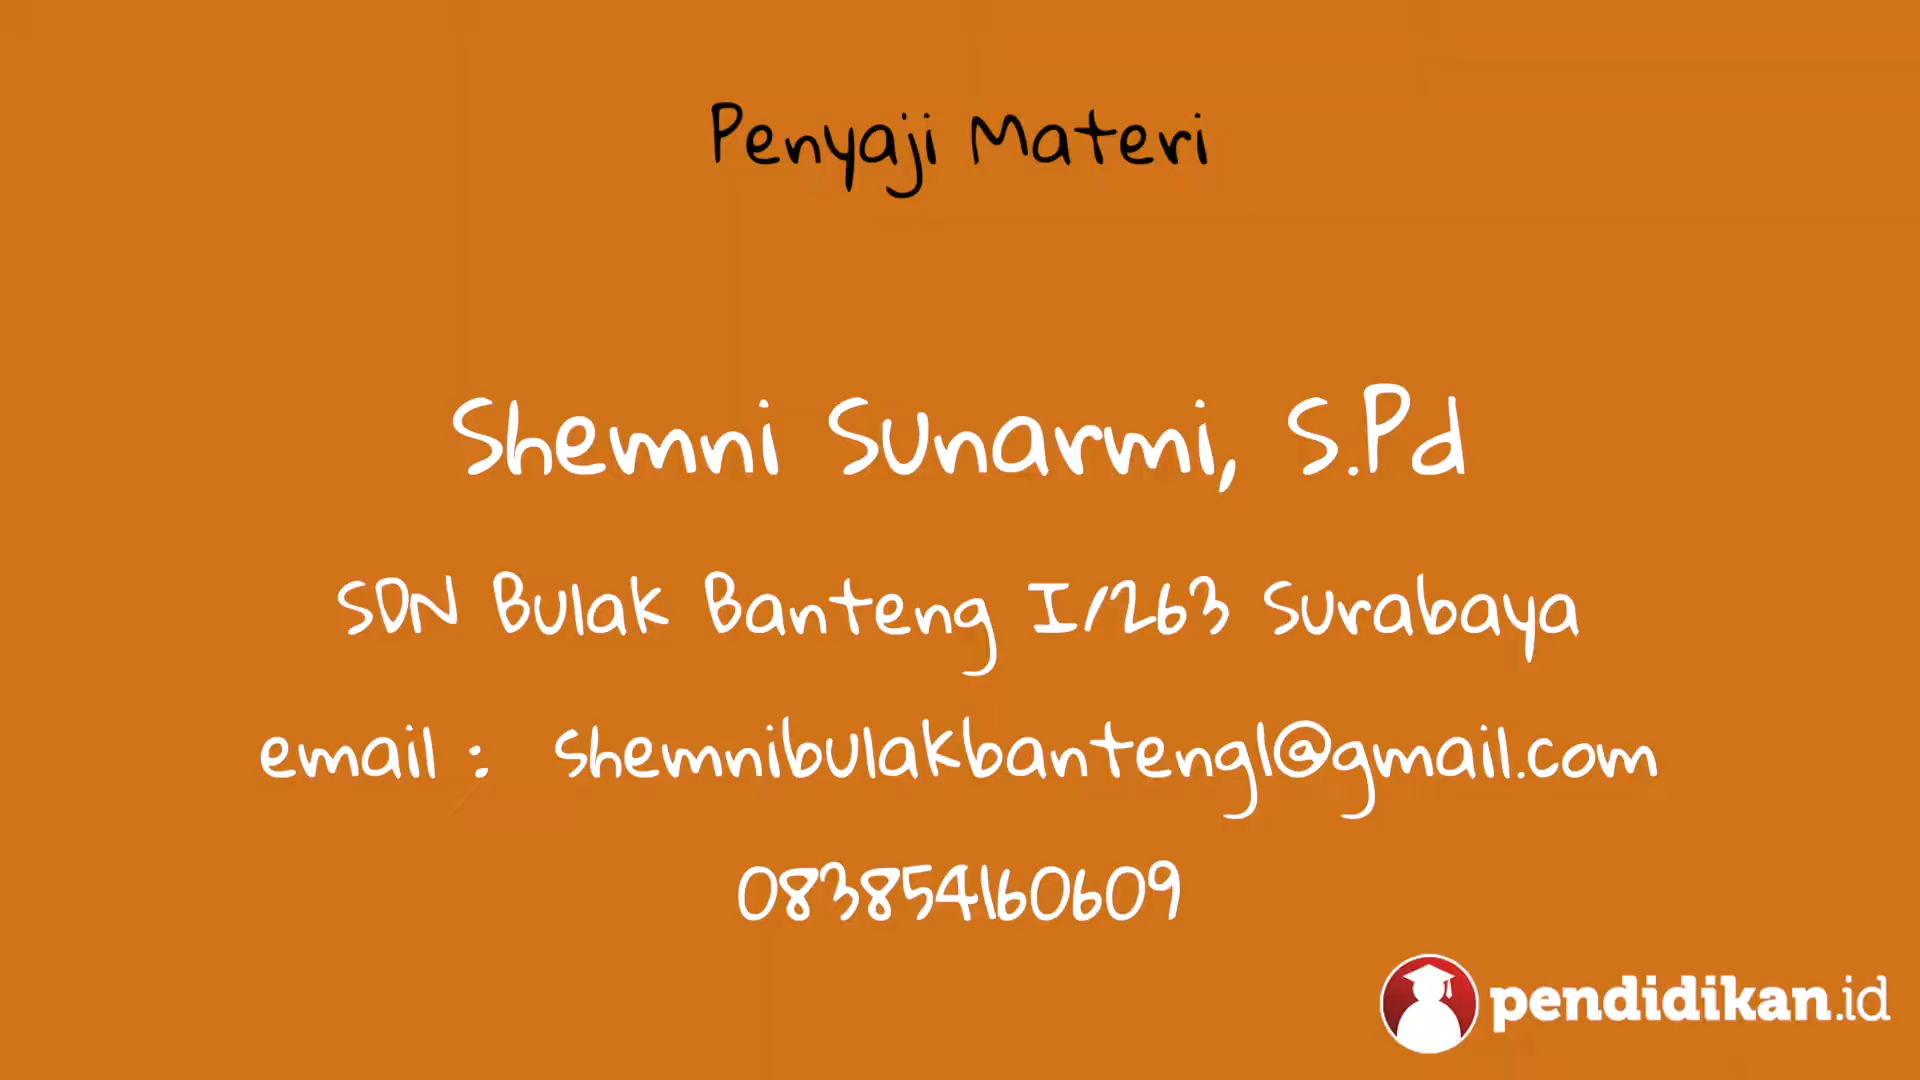 Penyaji Materi
Shemni Sunarmi, S.Pd
SDN Bulak Banteng I/263 Surabaya
email : shemnibulakbanteng1@gmail.com
083854160609
pendidikan.id